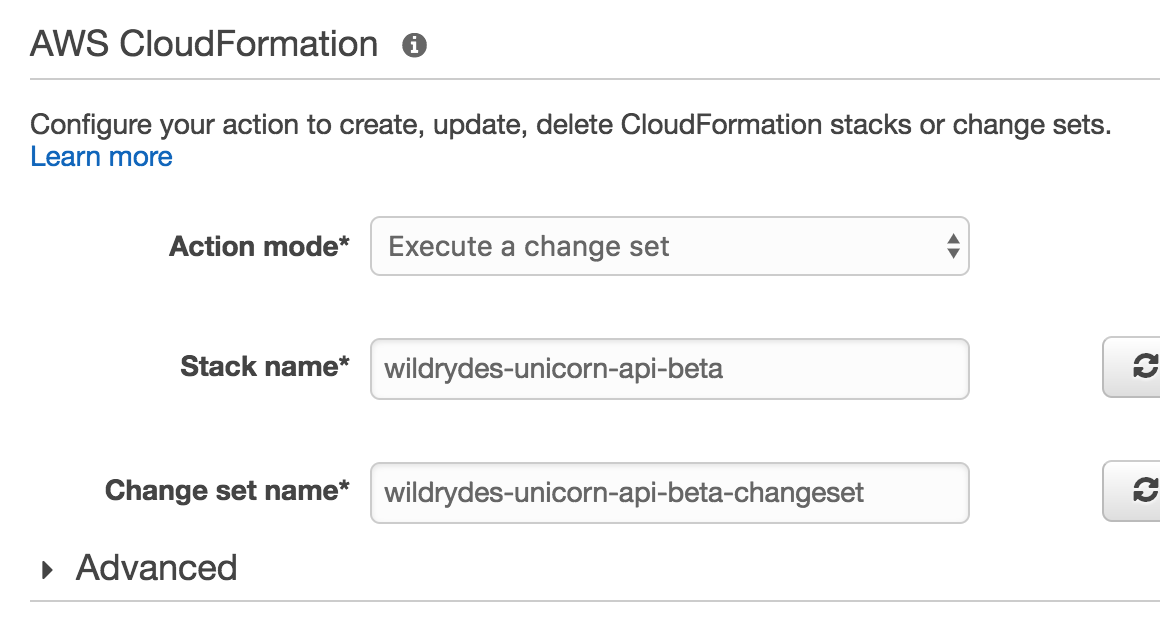 AWS CloudFormation
Configure your action to create, update, delete CloudFormation stacks or change sets.
Learn more
Action mode* Execute a change set
Stack name* wildrydes-unicorn-api-beta
Change set name* wildrydes-unicorn-api-beta-changeset
Advanced